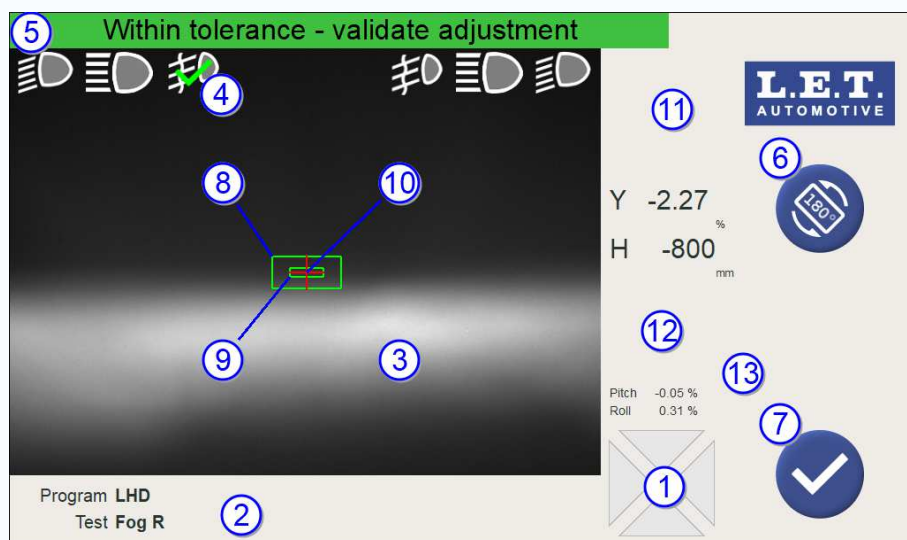 Within tolerance - validate adjustment
5
4
L.E.T.
AUTOMOTIVE
11
6
180°
8
10
Y -2.27
%
H -800
mm
12
9
3
13
Pitch -0.05 %
Roll 0.31 %
7
1
Program LHD
Test Fog R
2